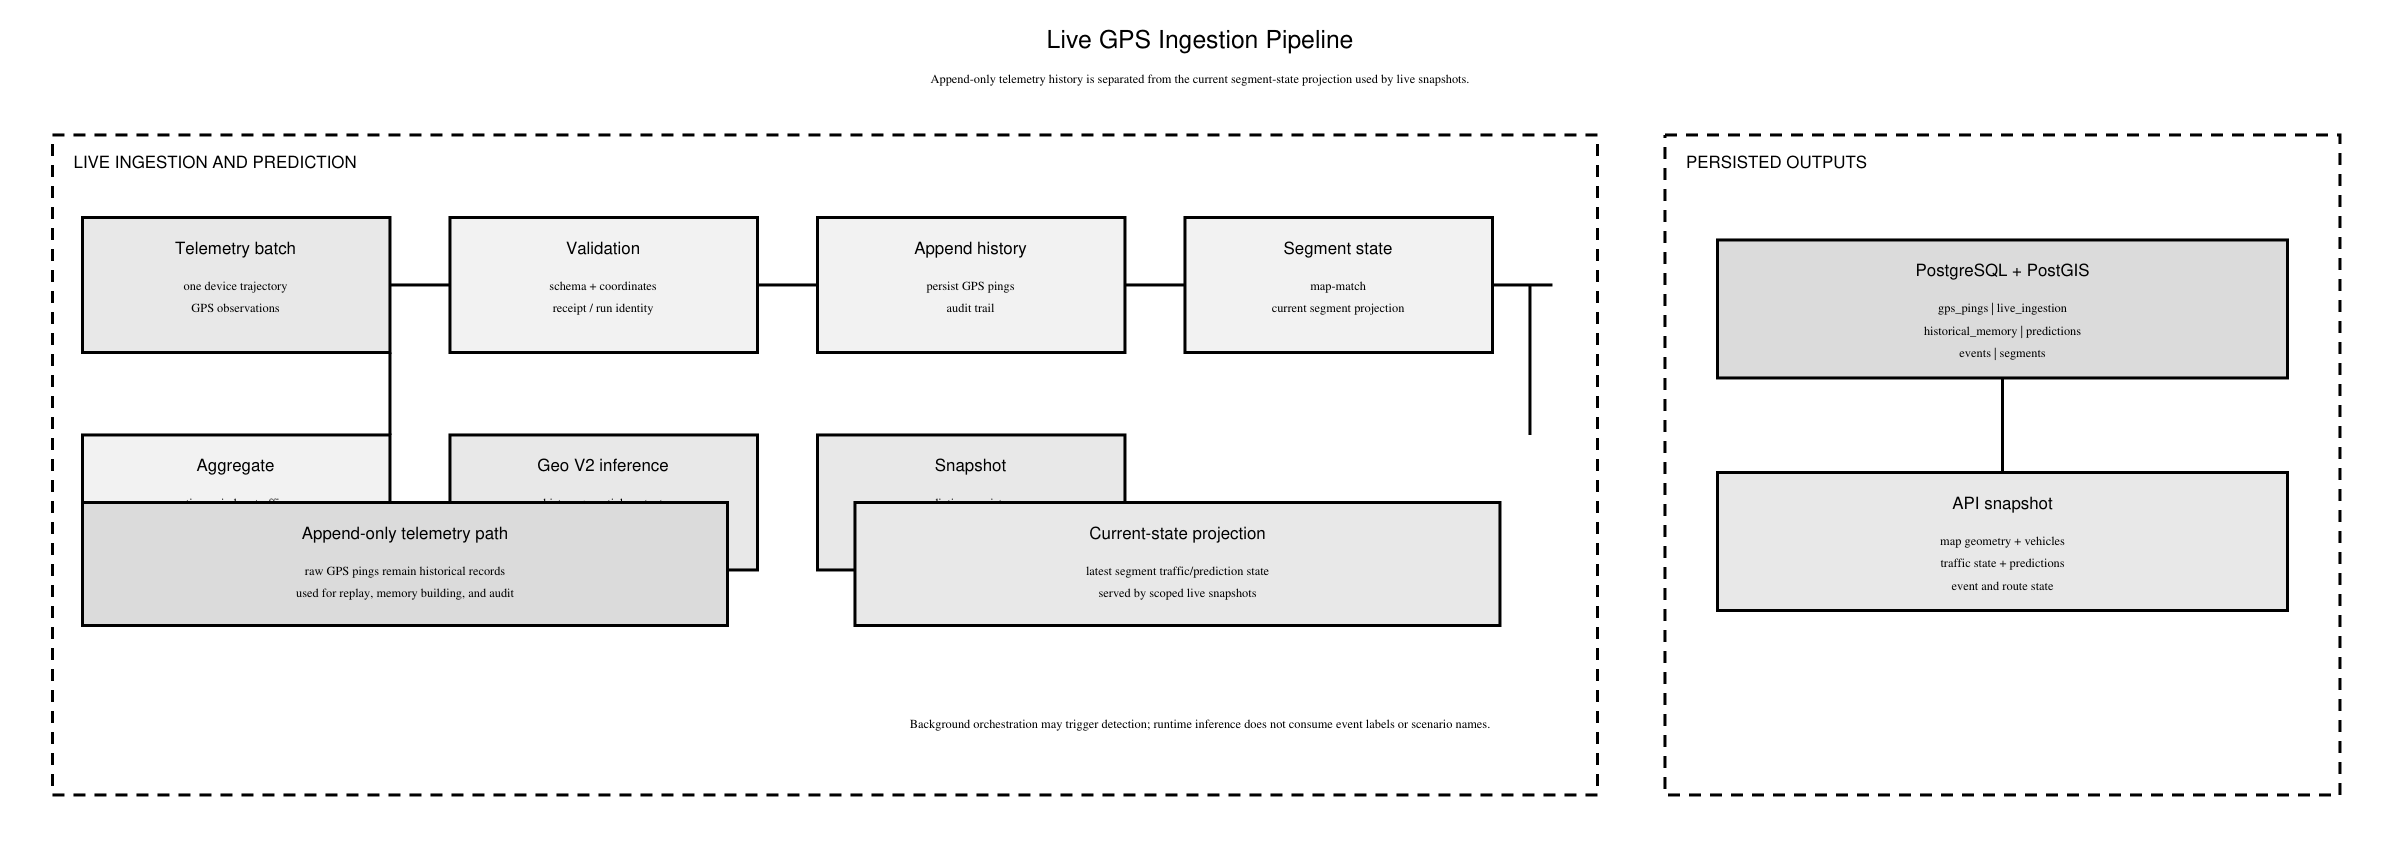 Live GPS Ingestion Pipeline
Append-only telemetry history is separated from the current segment-state projection used by live snapshots.
LIVE INGESTION AND PREDICTION
Telemetry batch
one device trajectory
GPS observations
Validation
schema + coordinates
receipt / run identity
Append history
persist GPS pings
audit trail
Segment state
map-match
current segment projection
Aggregate
Geo V2 inference
Snapshot
Append-only telemetry path
raw GPS pings remain historical records
used for replay, memory building, and audit
Current-state projection
latest segment traffic/prediction state
served by scoped live snapshots
Background orchestration may trigger detection; runtime inference does not consume event labels or scenario names.
PERSISTED OUTPUTS
PostgreSQL + PostGIS
gps_pings | live_ingestion
historical_memory | predictions
events | segments
API snapshot
map geometry + vehicles
traffic state + predictions
event and route state